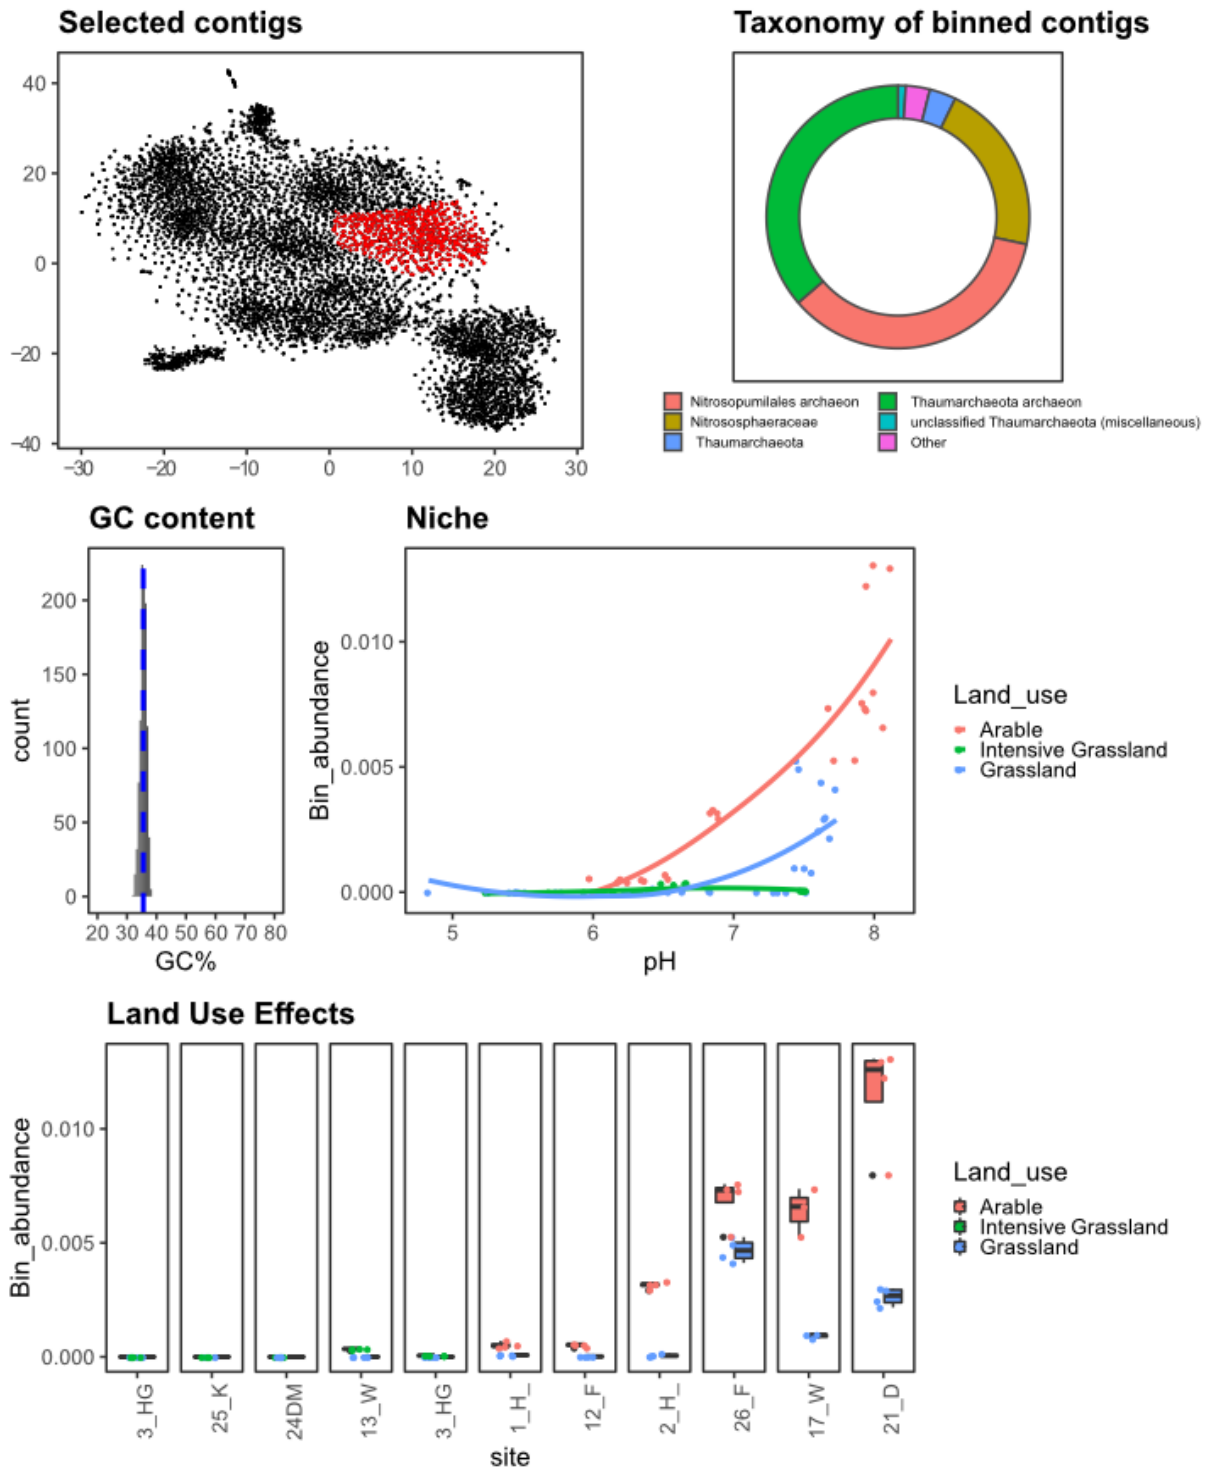 Selected contigs
Taxonomy of binned contigs
40
20
0
−20
−40
−30 −20 −10 0 10 20 30
Nitrosopumilales archaeon
Thaumarchaeota archaeon
Nitrososphaeraceae
unclassified Thaumarchaeota (miscellaneous)
Thaumarchaeota
Other
GC content
Niche
200
150
100
50
0
count
20 30 40 50 60 70 80
GC%
Bin_abundance
0.010
0.005
0.000
5 6 7 8
pH
Land_use
Arable
Intensive Grassland
Grassland
Land Use Effects
Bin_abundance
0.010
0.005
0.000
3_HG 25_K 24DM 13_W 3_HG 1_H_ 12_F 2_H_ 26_F 17_W 21_D
site
Land_use
Arable
Intensive Grassland
Grassland